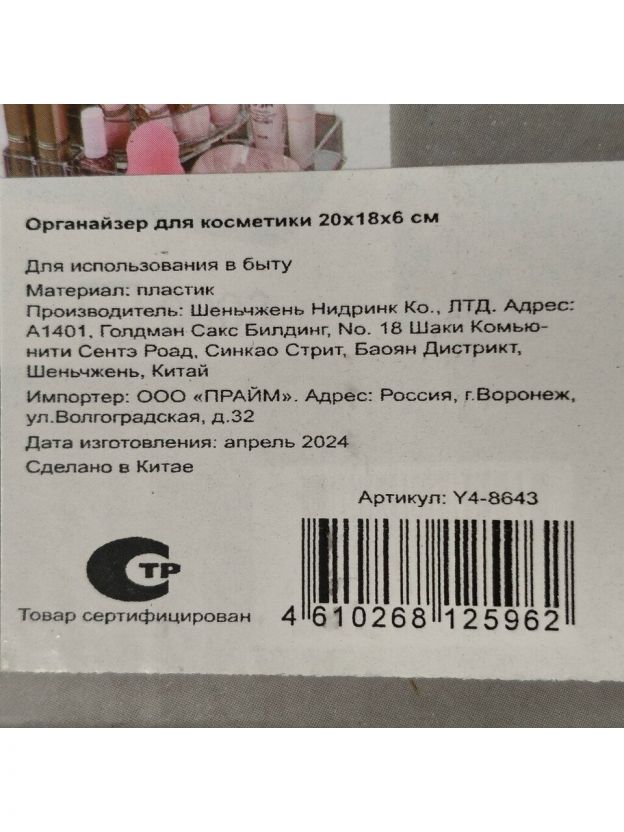 Органайзер для косметики 20х18х6 см
Для использования в быту
Материал: пластик
Производитель: Шеньчжень Нидринк Ко., ЛТД. Адрес:
А1401, Голдман Сакс Билдинг, No. 18 Шаки Комью-
нити Сентэ Роад, Синкао Стрит, Баоян Дистрикт,
Шеньчжень, Китай
Импортер: ООО «ПРАЙМ». Адрес: Россия, г.Воронеж,
ул.Волгоградская, д.32
Дата изготовления: апрель 2024
Сделано в Китае
Артикул: Y4-8643
СТР
Товар сертифицирован
4 610268 125962